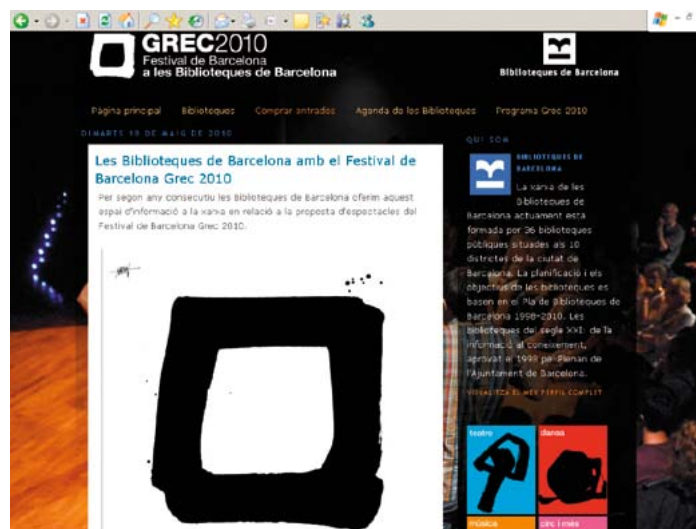 GREC2010
Festival de Barcelona
a les Biblioteques de Barcelona
Biblioteques de Barcelona
Pàgina principal Biblioteques Comprar entrades Agenda de les Biblioteques Programa Grec 2010
DIMARTS 18 DE MAIG DE 2010
Les Biblioteques de Barcelona amb el Festival de
Barcelona Grec 2010
Per segon any consecutiu les Biblioteques de Barcelona oferim aquest
espai d'informació a la xarxa en relació a la proposta d'espectacles del
Festival de Barcelona Grec 2010.
QUI SOM
BIBLIOTEQUES DE
BARCELONA
La xarxa de les
Biblioteques de
Barcelona actuament està
formada per 36 biblioteques
públiques situades als 10
districtes de la ciutat de
Barcelona. La planificació i els
objectius de les biblioteques es
basen en el Pla de Biblioteques de
Barcelona 1998-2010. Les
biblioteques del segle XXI: de la
informació al coneixement,
aprovat el 1998 pel Plenari de
l'Ajuntament de Barcelona.
VISUALITZA EL MEU PERFIL COMPLET
teatre
dansa
música
circ i més